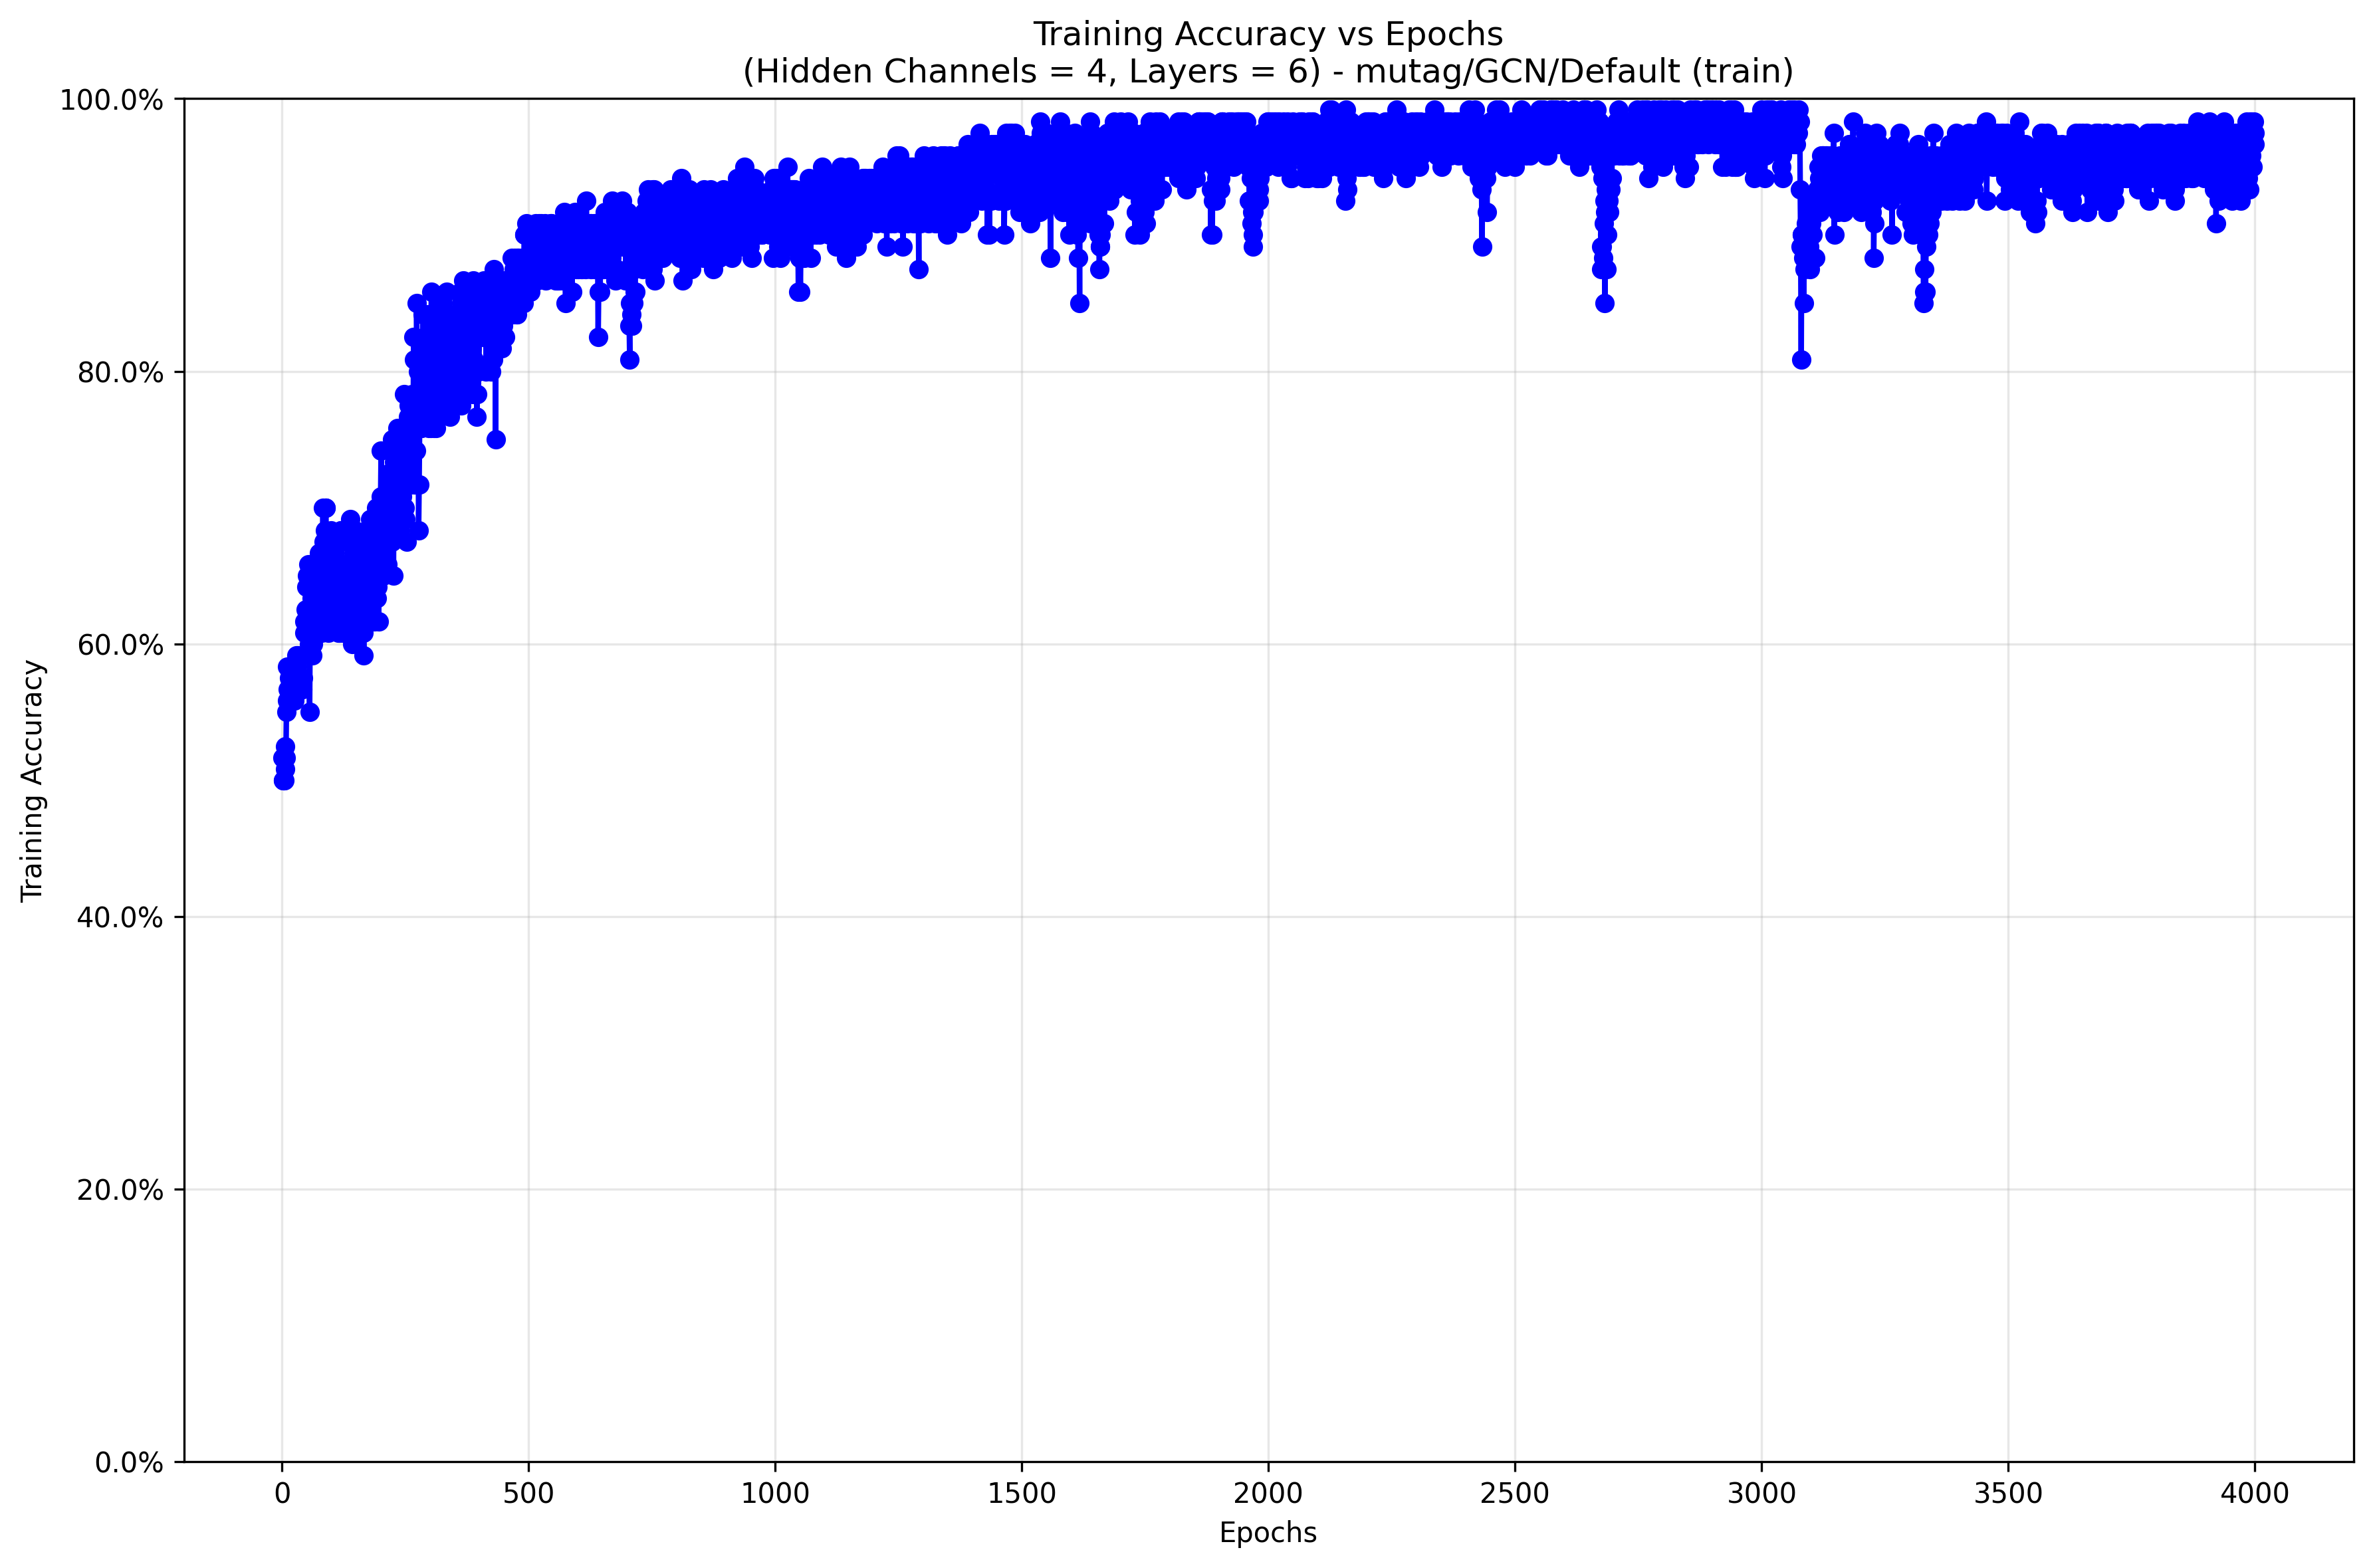 Training Accuracy vs Epochs
(Hidden Channels = 4, Layers = 6) - mutag/GCN/Default (train)
100.0%
80.0%
60.0%
40.0%
20.0%
0.0%
Training Accuracy
0 500 1000 1500 2000 2500 3000 3500 4000
Epochs